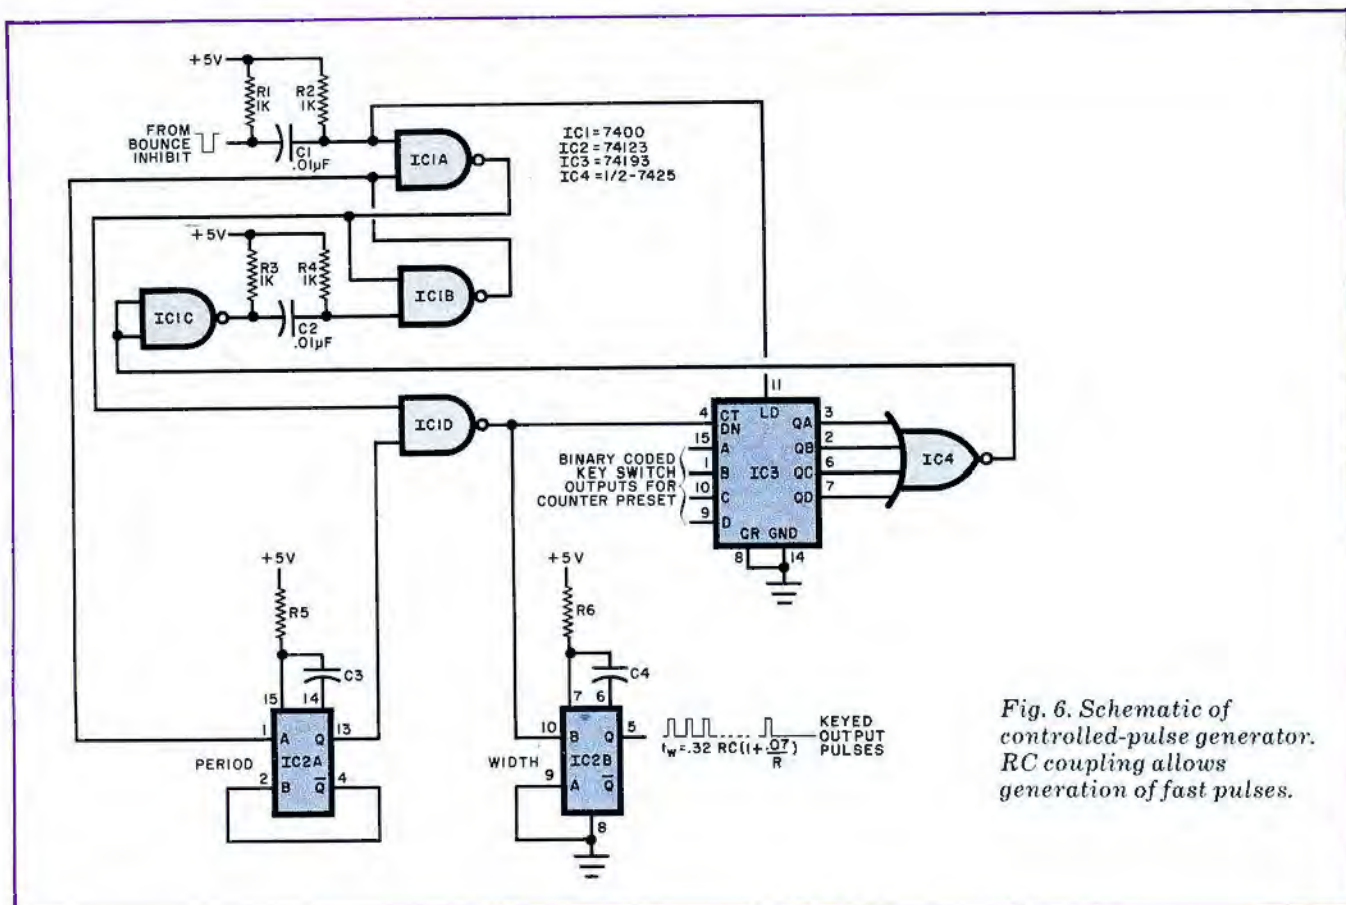 +5V
R1
1K
R2
1K
FROM
BOUNCE
INHIBIT
C1
.01µF
IC1A
IC1=7400
IC2=74123
IC3=74193
IC4=1/2-7425
+5V
R3
1K
R4
1K
IC1B
IC1C
C2
.01µF
IC1D
11
4
CT
DN
LD
QA
3
15
A
QB
2
BINARY CODED
KEY SWITCH
OUTPUTS FOR
COUNTER PRESET
1
B
IC3
QC
6
IC4
10
C
QD
7
9
D
CR
GND
8
14
+5V
R5
C3
15
14
1
A
Q
13
PERIOD
IC2A
2
B
Q̅
4
+5V
R6
C4
7
6
10
B
Q
5
WIDTH
IC2B
9
A
Q̅
8
tw=.32 RC(1+.07/R)
KEYED
OUTPUT
PULSES
Fig. 6. Schematic of
controlled-pulse generator.
RC coupling allows
generation of fast pulses.